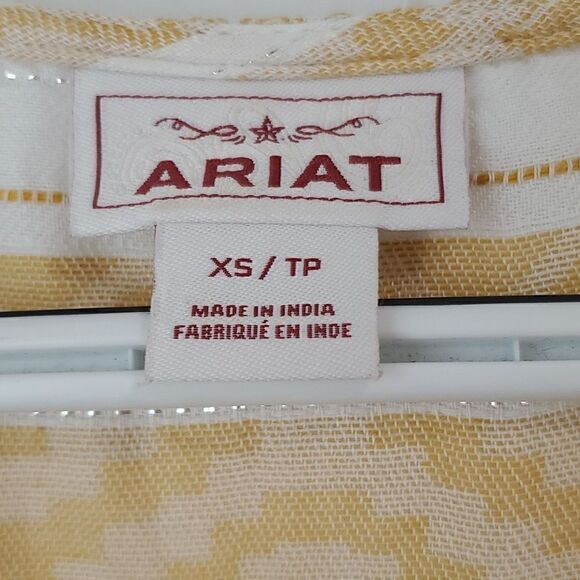 ARIAT
XS / TP
MADE IN INDIA
FABRIQUÉ EN INDE